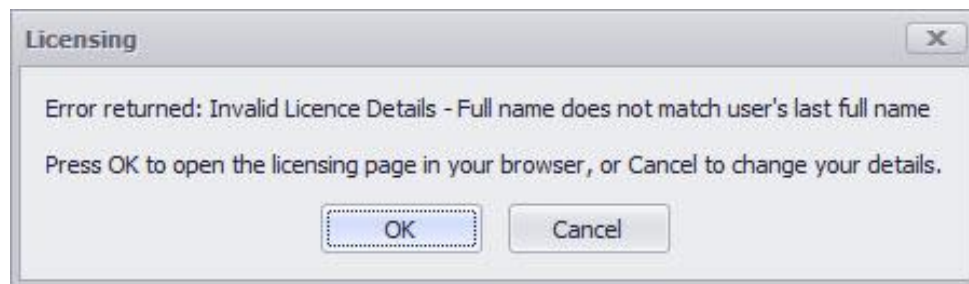 Licensing
Error returned: Invalid Licence Details - Full name does not match user's last full name
Press OK to open the licensing page in your browser, or Cancel to change your details.
OK Cancel